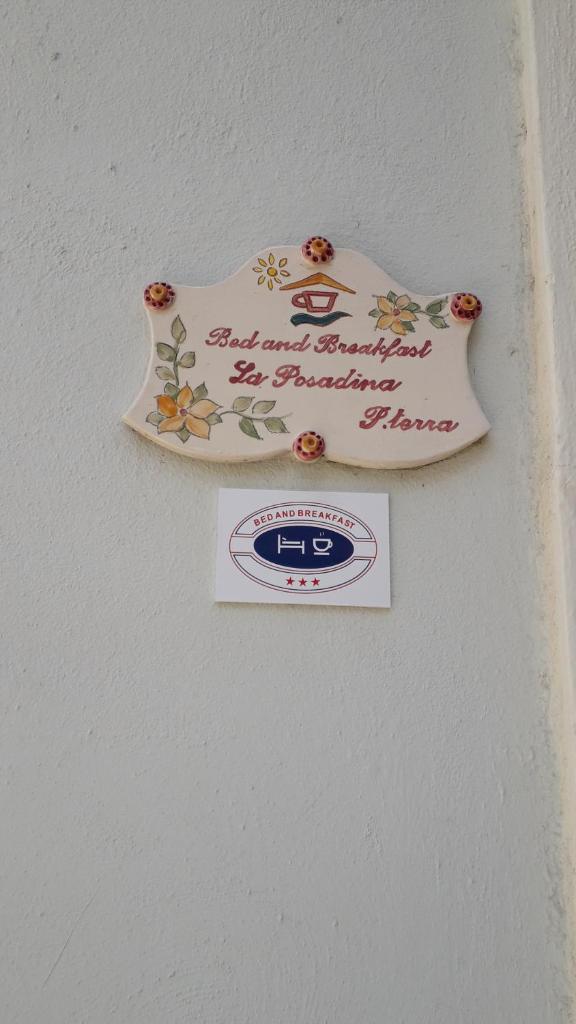 Bed and Breakfast
La Posadina
P.terra
BED AND BREAKFAST